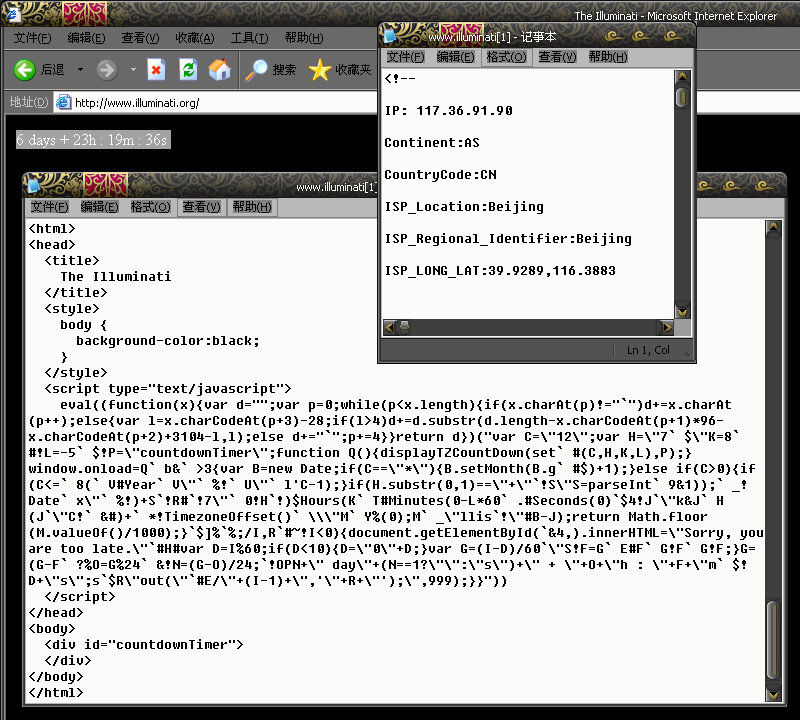 The Illuminati - Microsoft Internet Explorer
文件(F) 编辑(E) 查看(V) 收藏(A) 工具(T) 帮助(H)
后退 搜索 收藏夹
地址(D) http://www.illuminati.org/
6 days + 23h : 19m : 36s
www.illuminati[1] - 记事本
文件(F) 编辑(E) 格式(O) 查看(V) 帮助(H)
<!--
IP: 117.36.91.90
Continent:AS
CountryCode:CN
ISP_Location:Beijing
ISP_Regional_Identifier:Beijing
ISP_LONG_LAT:39.9289,116.3883
Ln 1, Col
www.illuminati[1]
文件(F) 编辑(E) 格式(O) 查看(V) 帮助(H)
<html>
<head>
<title>
The Illuminati
</title>
<style>
body {
background-color:black;
}
</style>
<script type="text/javascript">
eval((function(x){var d="";var p=0;while(p<x.length){if(x.charAt(p)!="`")d+=x.charAt
(p++);else{var l=x.charCodeAt(p+3)-28;if(l>4)d+=d.substr(d.length-x.charCodeAt(p+1)*96-
x.charCodeAt(p+2)+3104-l,l);else d+="`";p+=4}}return d})("var C=\"12\";var H=\"7` $\"K=8`
#!L=-5` $!P=\"countdownTimer\";function Q(){displayTZCountDown(set` #(C,H,K,l),P);}
window.onload=Q` b&` >3{var B=new Date;if(C==\"*\"){B.setMonth(B.g` #$)+1);}else if(C>0){if
(C<=` 8(` V#Year` V\"` %!` U\"` l'C-1);}if(H.substr(0,1)==\"+\"`!S\"S=parseInt` 9&1));` _!
Date` x\"` %!)+S`!R#`!7\"` 0!H`!)$Hours(K` T#Minutes(0-L*60` .#Seconds(0)`$4!J`\"k&J` H
(J`\"C!` &#)+` *!TimezoneOffset()` \\\"M` Y%(0);M` _\"llis`!\"#B-J);return Math.floor
(M.valueOf()/1000);}`$]%`%;/I,R`#~!I<0){document.getElementById(`&4,).innerHTML=\"Sorry, you
are too late.\"`#H#var D=I%60;if(D<10){D=\"0\"+D;}var G=(I-D)/60`\"S!F=G` E#F` G!F` G!F;}G=
(G-F` ?%O=G%24` &!N=(G-O)/24;`!OPN+\" day\"+(N==1?\"\":\"s\")+\" + \"+O+\"h : \"+F+\"m` $!
D+\"s\";s`$R\"out(\"`#E/\"+(I-1)+\",'\"+R+\"');\",999);}}"))
</script>
</head>
<body>
<div id="countdownTimer">
</div>
</body>
</html>